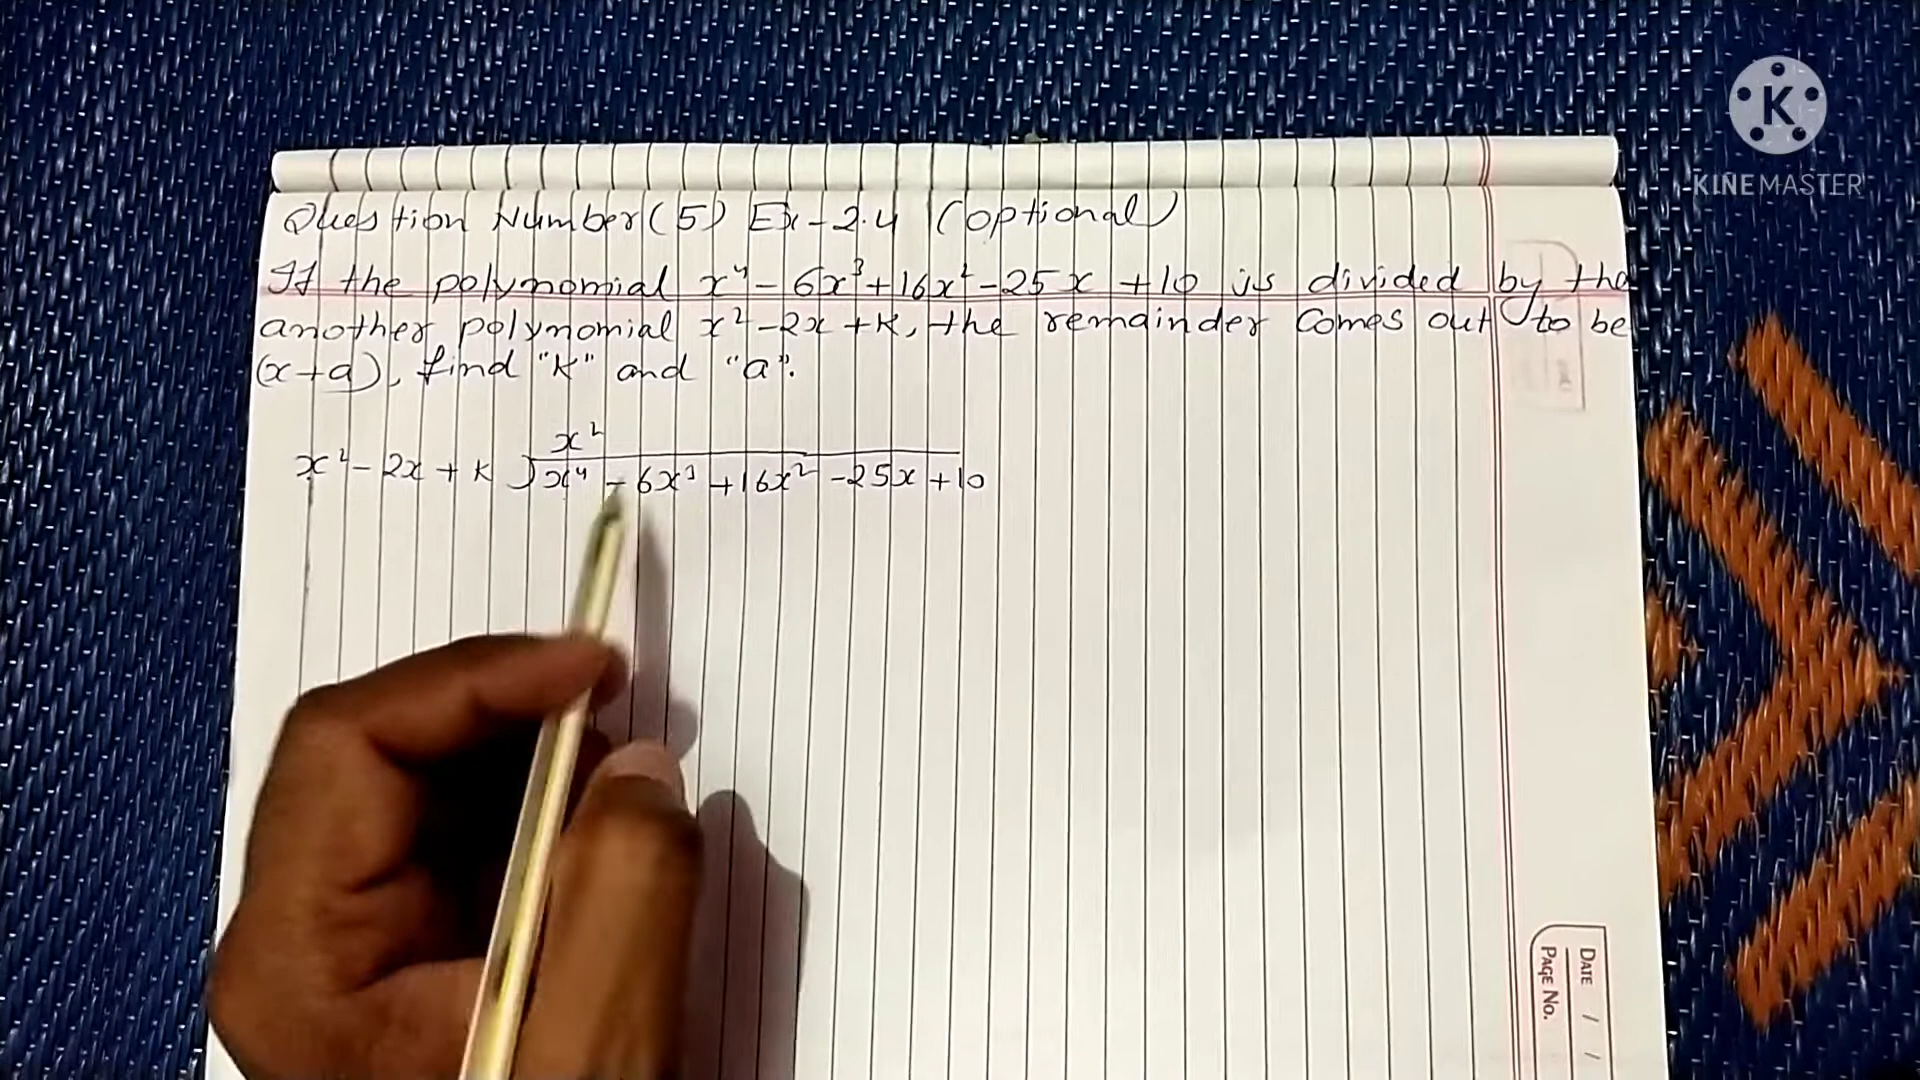 Question Number (5) Ex-2.4 (optional)
If the polynomial x⁴ - 6x³ + 16x² - 25x + 10 is divided by the
another polynomial x² - 2x + k, the remainder comes out to be
(x+a), find "k" and "a".
x²
x² - 2x + k ) x⁴ - 6x³ + 16x² - 25x + 10
K
KINEMASTER
DATE / /
PAGE NO.